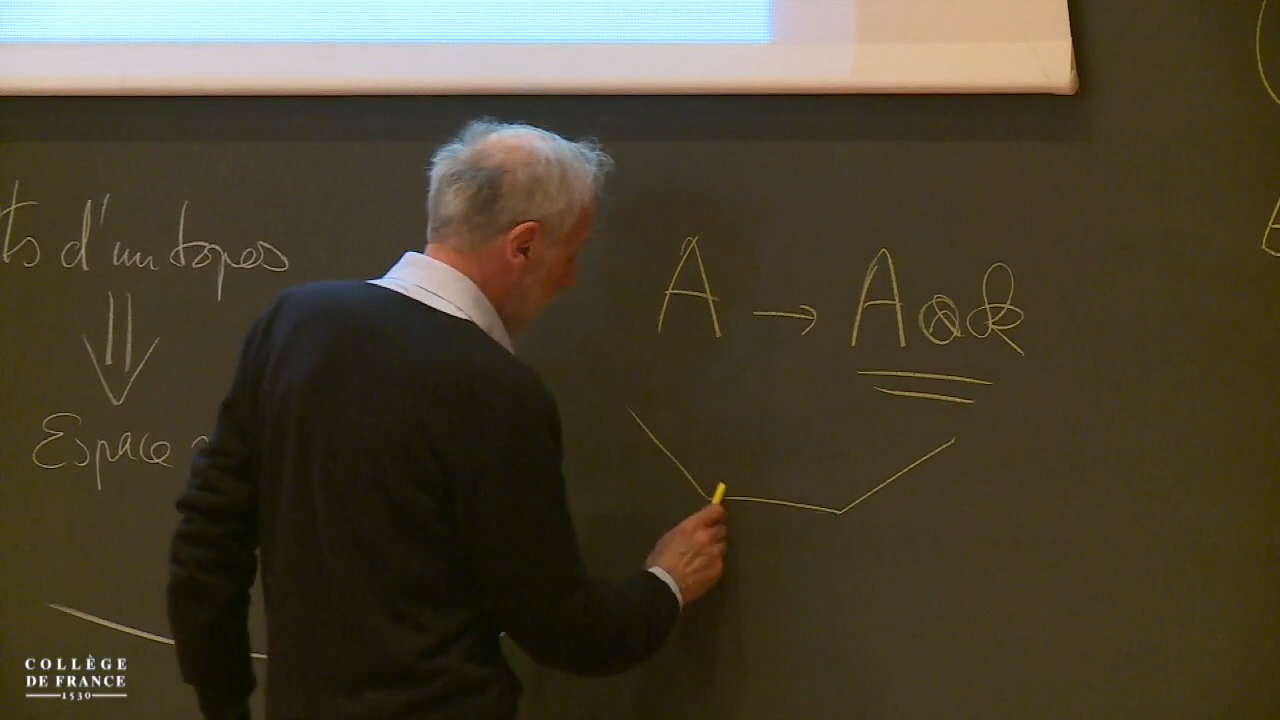 ts d'un topos
⇓
Espace
A → A ⊗ k
COLLÈGE
DE FRANCE
1530